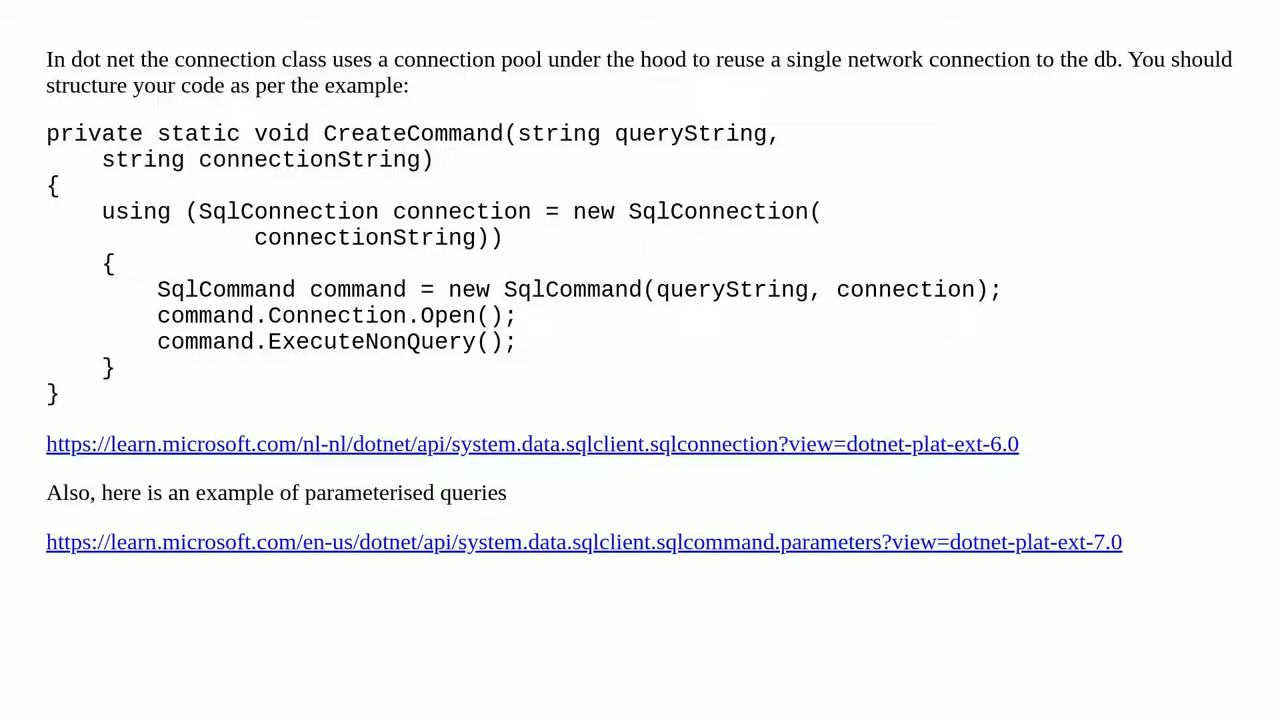 In dot net the connection class uses a connection pool under the hood to reuse a single network connection to the db. You should
structure your code as per the example:
private static void CreateCommand(string queryString,
    string connectionString)
{
    using (SqlConnection connection = new SqlConnection(
               connectionString))
    {
        SqlCommand command = new SqlCommand(queryString, connection);
        command.Connection.Open();
        command.ExecuteNonQuery();
    }
}
https://learn.microsoft.com/nl-nl/dotnet/api/system.data.sqlclient.sqlconnection?view=dotnet-plat-ext-6.0
Also, here is an example of parameterised queries
https://learn.microsoft.com/en-us/dotnet/api/system.data.sqlclient.sqlcommand.parameters?view=dotnet-plat-ext-7.0